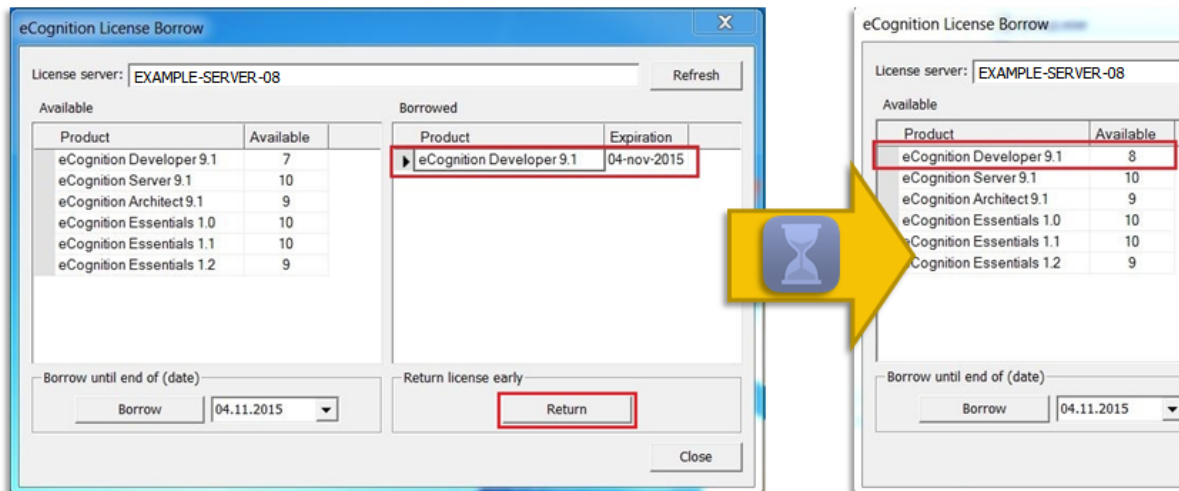 eCognition License Borrow
License server: EXAMPLE-SERVER-08 Refresh
Available Borrowed
Product Available Product Expiration
eCognition Developer 9.1 7 eCognition Developer 9.1 04-nov-2015
eCognition Server 9.1 10
eCognition Architect 9.1 9
eCognition Essentials 1.0 10
eCognition Essentials 1.1 10
eCognition Essentials 1.2 9
Borrow until end of (date) Return license early
Borrow 04.11.2015 Return
Close
eCognition License Borrow
License server: EXAMPLE-SERVER-08
Available
Product Available
eCognition Developer 9.1 8
eCognition Server 9.1 10
eCognition Architect 9.1 9
eCognition Essentials 1.0 10
Cognition Essentials 1.1 10
Cognition Essentials 1.2 9
Borrow until end of (date)
Borrow 04.11.2015